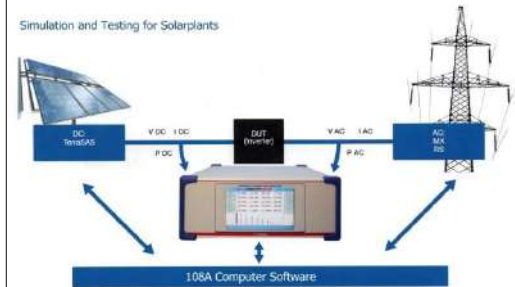 Simulation and Testing for Solarplants
DC:
TerraSAS
V DC I DC
P DC
DUT
(Inverter)
V AC I AC
P AC
AC:
MX
RS
108A Computer Software